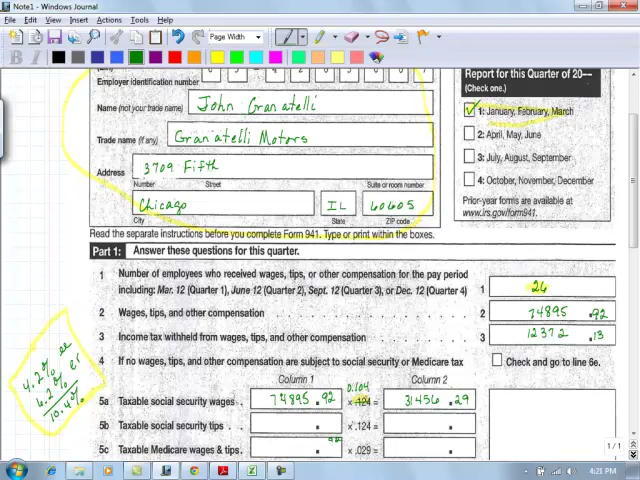 Note1 - Windows Journal
File Edit View Insert Actions Tools Help
Page Width
B I
Employer identification number
Name (not your trade name) John Granatelli
Trade name (if any) Granatelli Motors
Address 3709 Fifth
Number Street Suite or room number
Chicago IL 60605
City State ZIP code
Report for this Quarter of 20
(Check one.)
1: January, February, March
2: April, May, June
3: July, August, September
4: October, November, December
Prior-year forms are available at
www.irs.gov/form941.
Read the separate instructions before you complete Form 941. Type or print within the boxes.
Part 1: Answer these questions for this quarter.
1 Number of employees who received wages, tips, or other compensation for the pay period
including: Mar. 12 (Quarter 1), June 12 (Quarter 2), Sept. 12 (Quarter 3), or Dec. 12 (Quarter 4) 1 26
2 Wages, tips, and other compensation 2 74895 .92
3 Income tax withheld from wages, tips, and other compensation 3 12372 .13
4 If no wages, tips, and other compensation are subject to social security or Medicare tax Check and go to line 6e.
Column 1 Column 2
0.104
5a Taxable social security wages 74895 .92 × .124 = 31456 .29
5b Taxable social security tips . × .124 = .
5c Taxable Medicare wages & tips . × .029 = .
4.2% ee
6.2% er
10.4%
1 / 1
4:21 PM